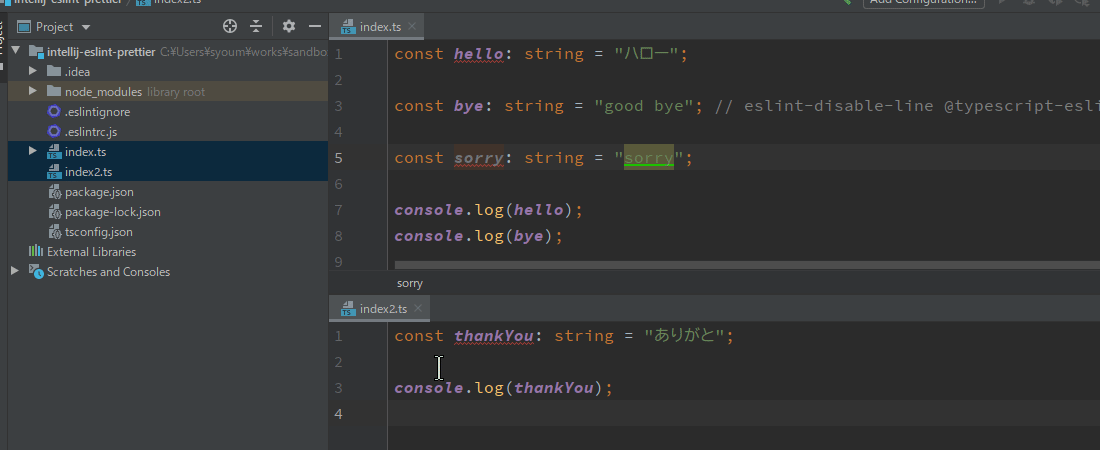 intellij-eslint-prettier index2.ts Add Configuration...
Project
intellij-eslint-prettier C:¥Users¥syoum¥works¥sandbo
.idea
node_modules library root
.eslintignore
.eslintrc.js
index.ts
index2.ts
package.json
package-lock.json
tsconfig.json
External Libraries
Scratches and Consoles
index.ts
1 const hello: string = "ハロー";
2
3 const bye: string = "good bye"; // eslint-disable-line @typescript-esli
4
5 const sorry: string = "sorry";
6
7 console.log(hello);
8 console.log(bye);
9
sorry
index2.ts
1 const thankYou: string = "ありがと";
2
3 console.log(thankYou);
4